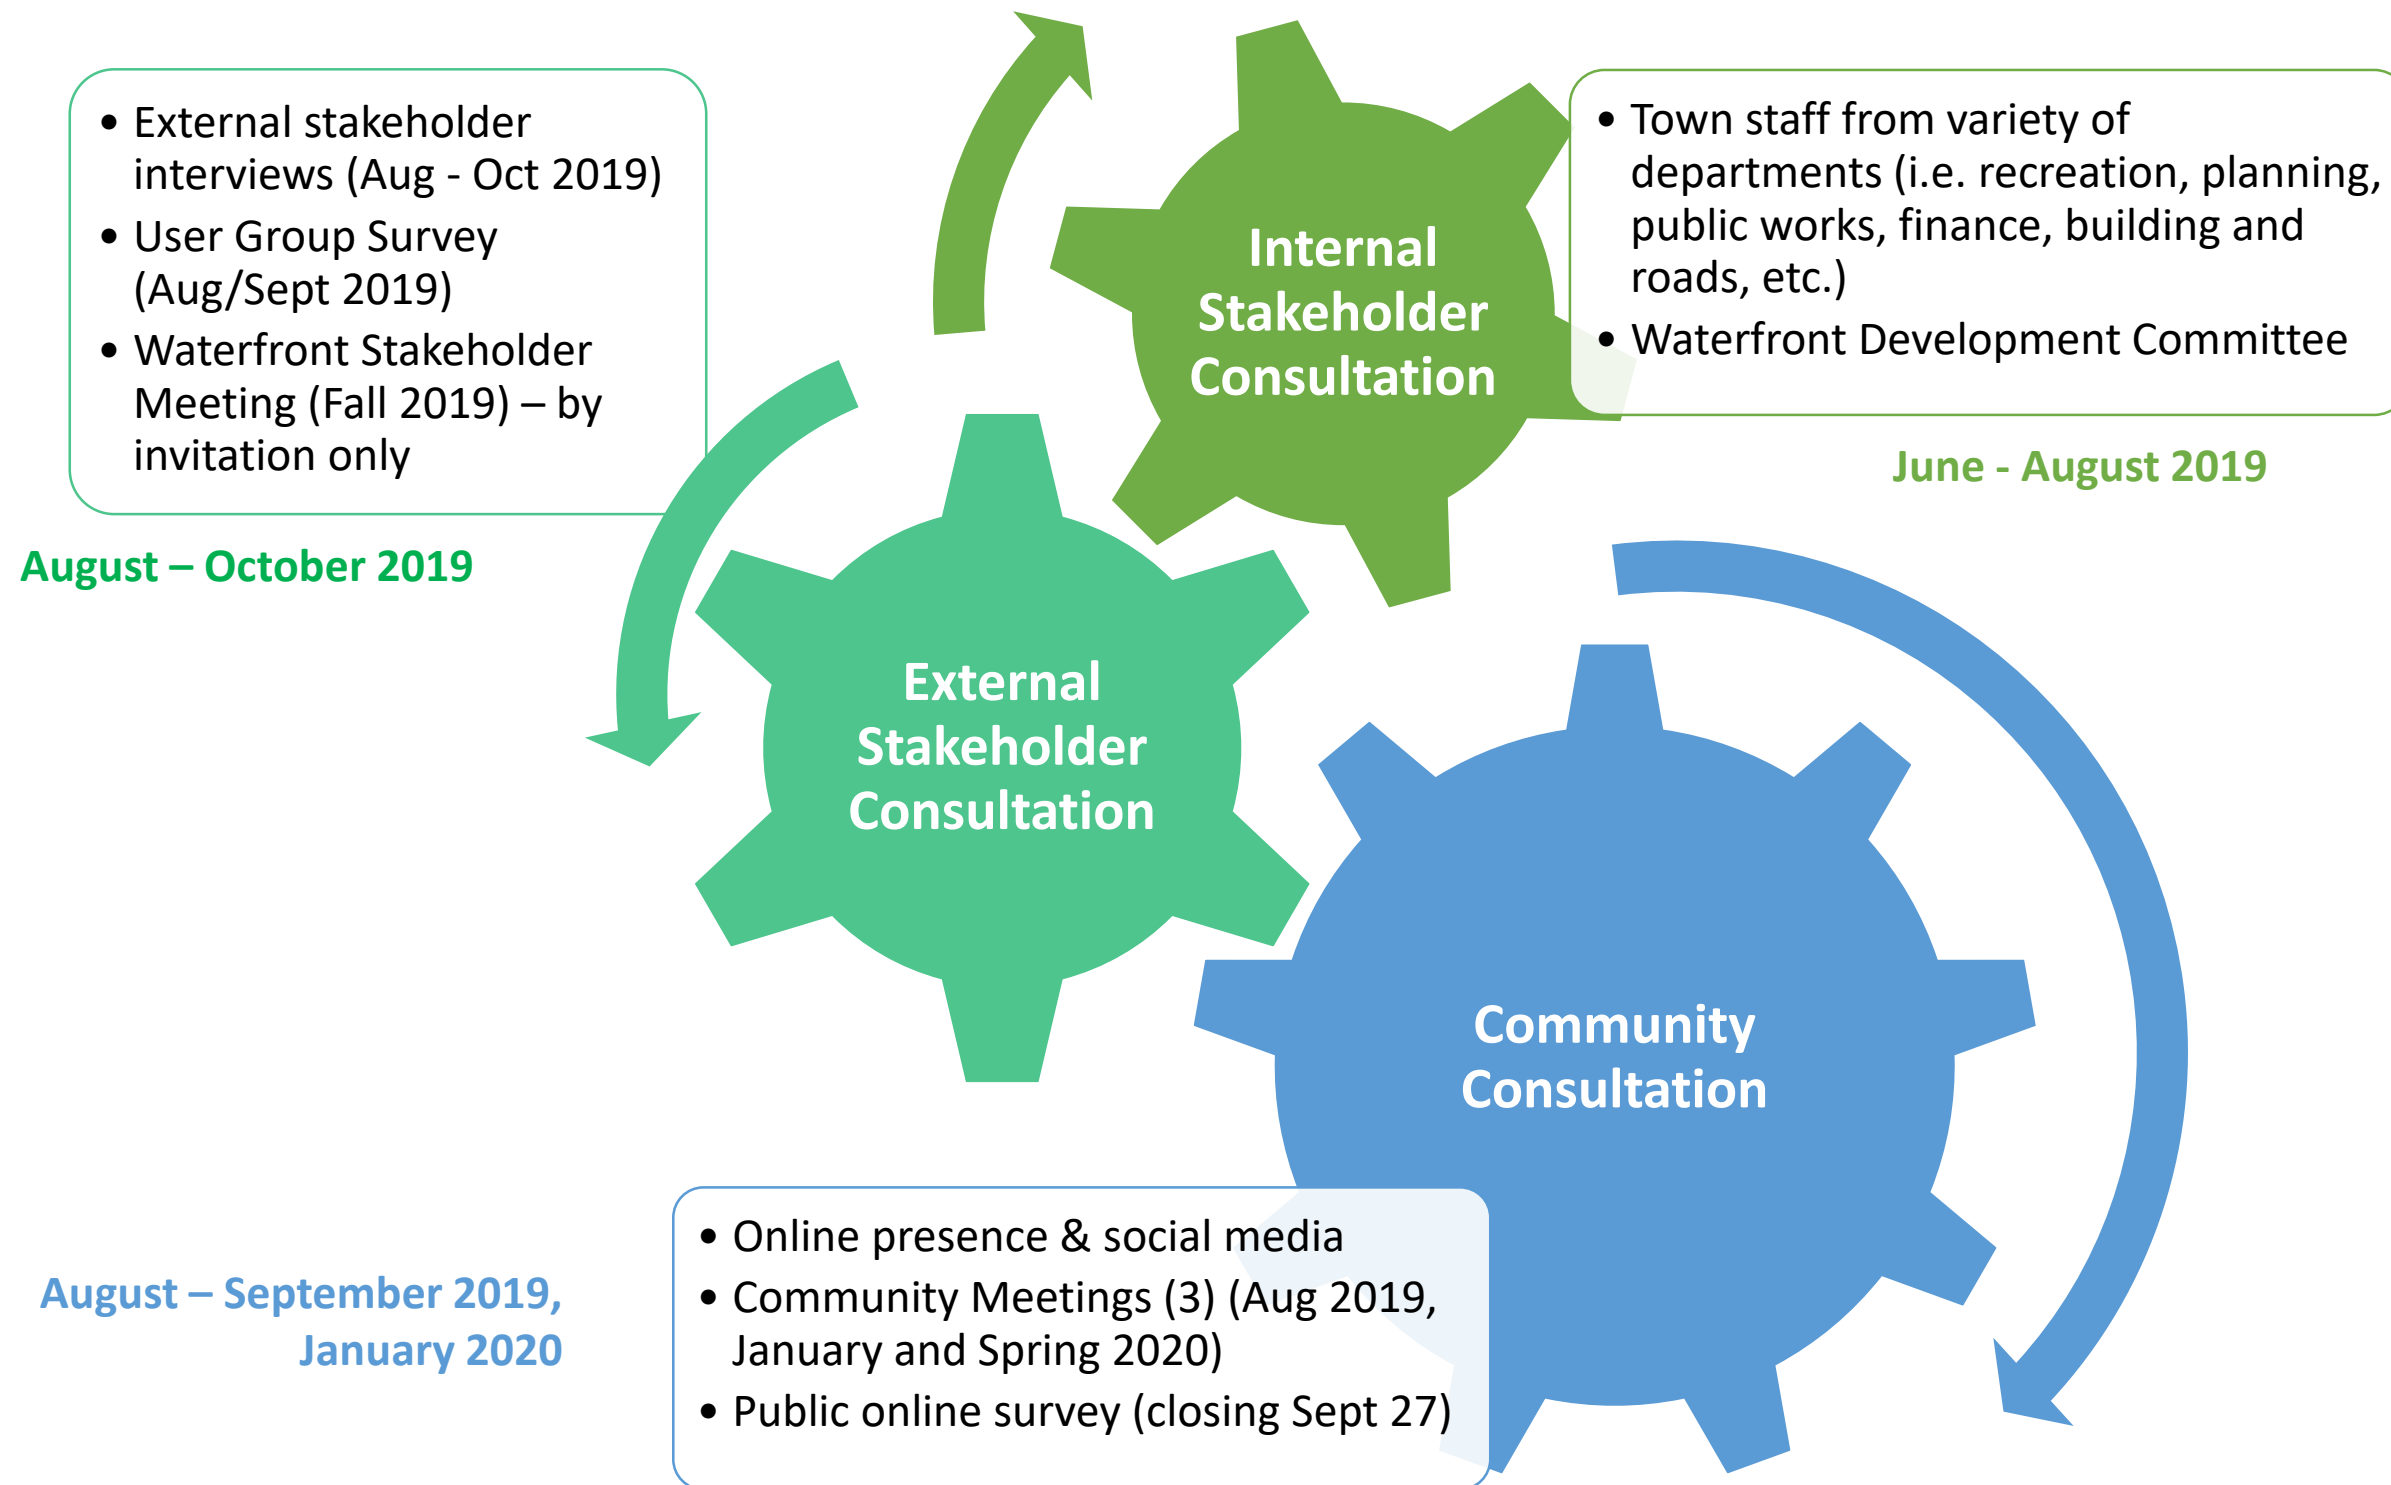 • External stakeholder
interviews (Aug - Oct 2019)
• User Group Survey
(Aug/Sept 2019)
• Waterfront Stakeholder
Meeting (Fall 2019) – by
invitation only
August – October 2019
Internal
Stakeholder
Consultation
• Town staff from variety of
departments (i.e. recreation, planning,
public works, finance, building and
roads, etc.)
• Waterfront Development Committee
June - August 2019
External
Stakeholder
Consultation
Community
Consultation
August – September 2019,
January 2020
• Online presence & social media
• Community Meetings (3) (Aug 2019,
January and Spring 2020)
• Public online survey (closing Sept 27)